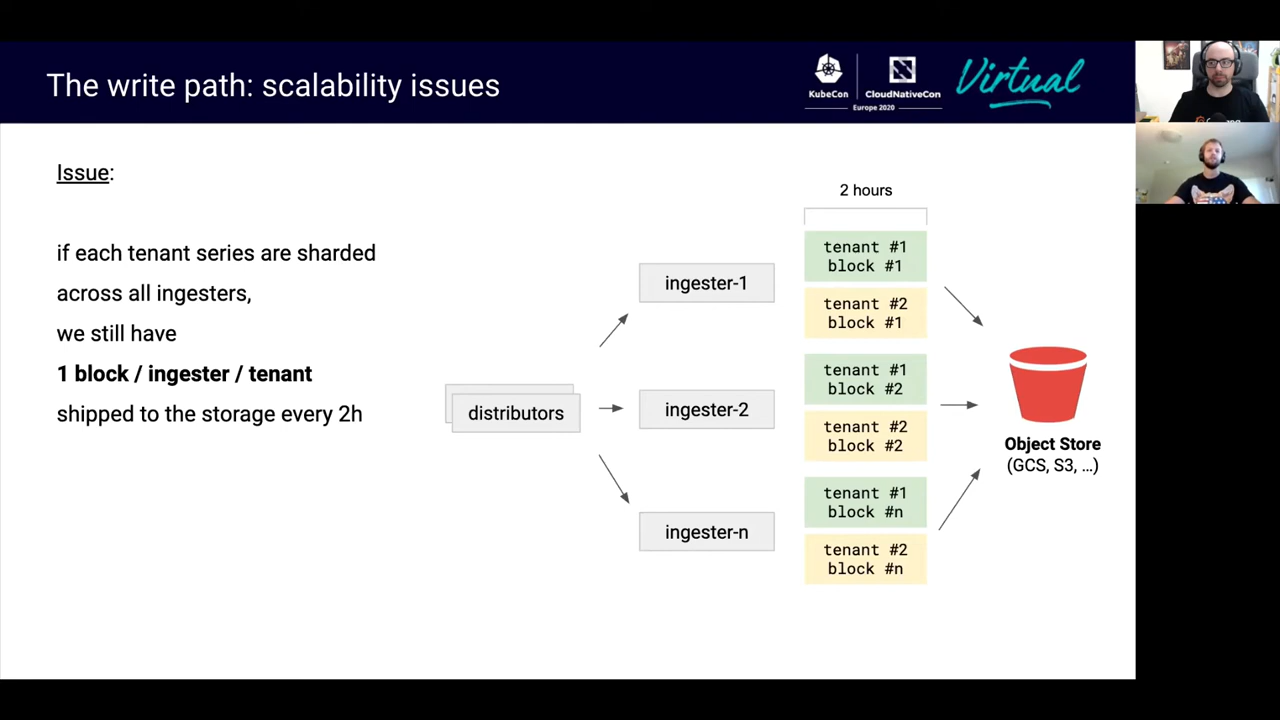 The write path: scalability issues
KubeCon
CloudNativeCon
Europe 2020
Virtual
Issue:
if each tenant series are sharded
across all ingesters,
we still have
1 block / ingester / tenant
shipped to the storage every 2h
distributors
ingester-1
ingester-2
ingester-n
2 hours
tenant #1
block #1
tenant #2
block #1
tenant #1
block #2
tenant #2
block #2
tenant #1
block #n
tenant #2
block #n
Object Store
(GCS, S3, …)